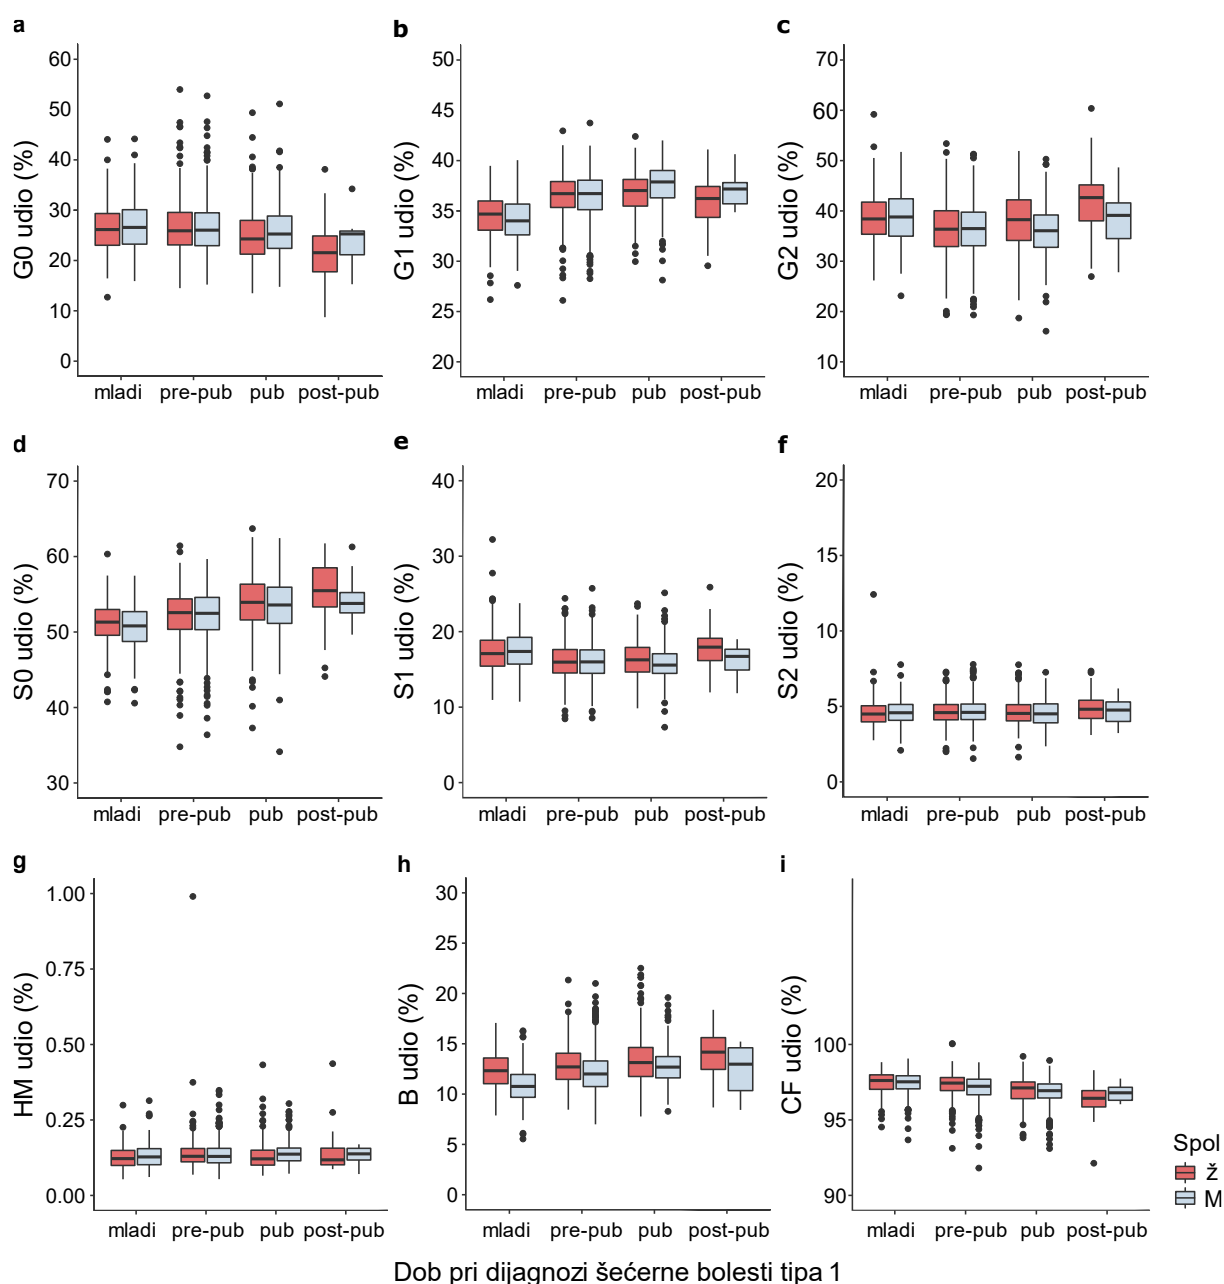 a
G0 udio (%)
60
50
40
30
20
10
0
mladi pre-pub pub post-pub
b
G1 udio (%)
50
40
35
30
25
20
mladi pre-pub pub post-pub
c
G2 udio (%)
70
60
50
40
30
20
10
mladi pre-pub pub post-pub
d
S0 udio (%)
70
60
50
40
30
mladi pre-pub pub post-pub
e
S1 udio (%)
40
30
20
10
0
mladi pre-pub pub post-pub
f
S2 udio (%)
20
15
10
5
0
mladi pre-pub pub post-pub
g
HM udio (%)
1.00
0.75
0.50
0.25
0.00
mladi pre-pub pub post-pub
h
B udio (%)
30
25
20
15
10
5
0
mladi pre-pub pub post-pub
i
CF udio (%)
100
95
90
mladi pre-pub pub post-pub
Spol
ž
M
Dob pri dijagnozi šećerne bolesti tipa 1